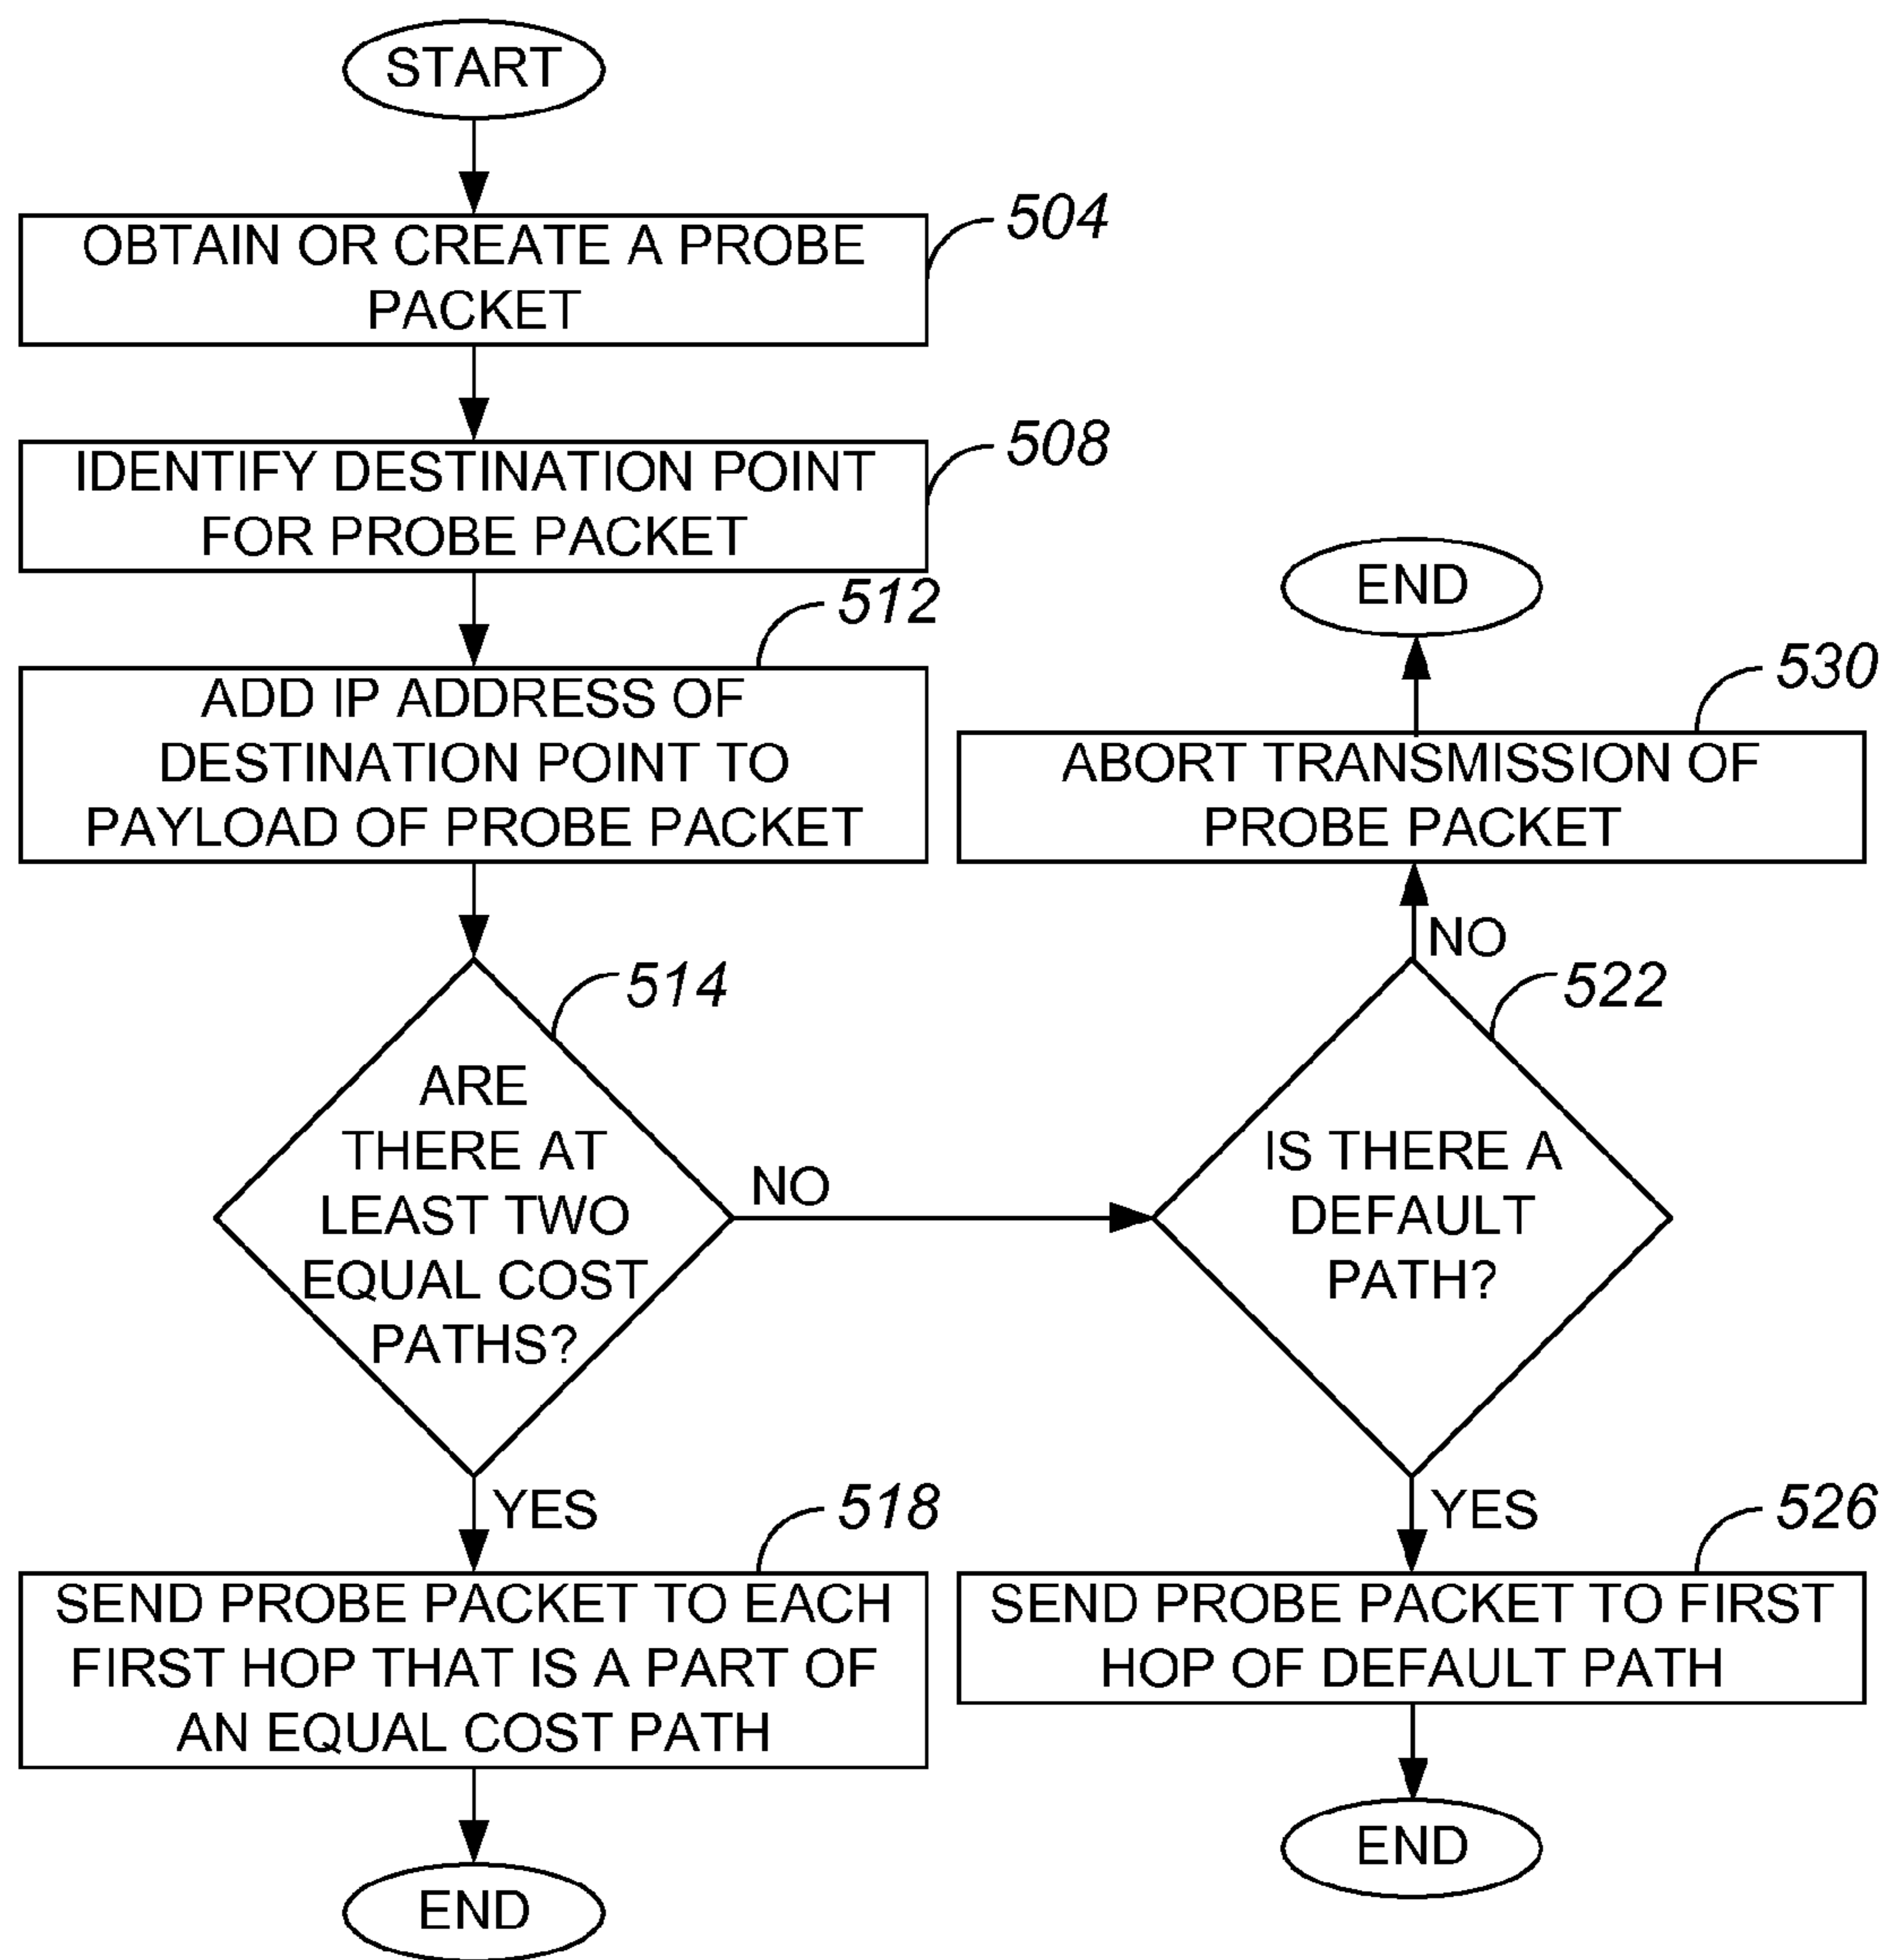 START
OBTAIN OR CREATE A PROBE
PACKET
504
IDENTIFY DESTINATION POINT
FOR PROBE PACKET
508
ADD IP ADDRESS OF
DESTINATION POINT TO
PAYLOAD OF PROBE PACKET
512
ARE
THERE AT
LEAST TWO
EQUAL COST
PATHS?
514
NO
YES
SEND PROBE PACKET TO EACH
FIRST HOP THAT IS A PART OF
AN EQUAL COST PATH
518
END
END
ABORT TRANSMISSION OF
PROBE PACKET
530
NO
IS THERE A
DEFAULT
PATH?
522
YES
SEND PROBE PACKET TO FIRST
HOP OF DEFAULT PATH
526
END